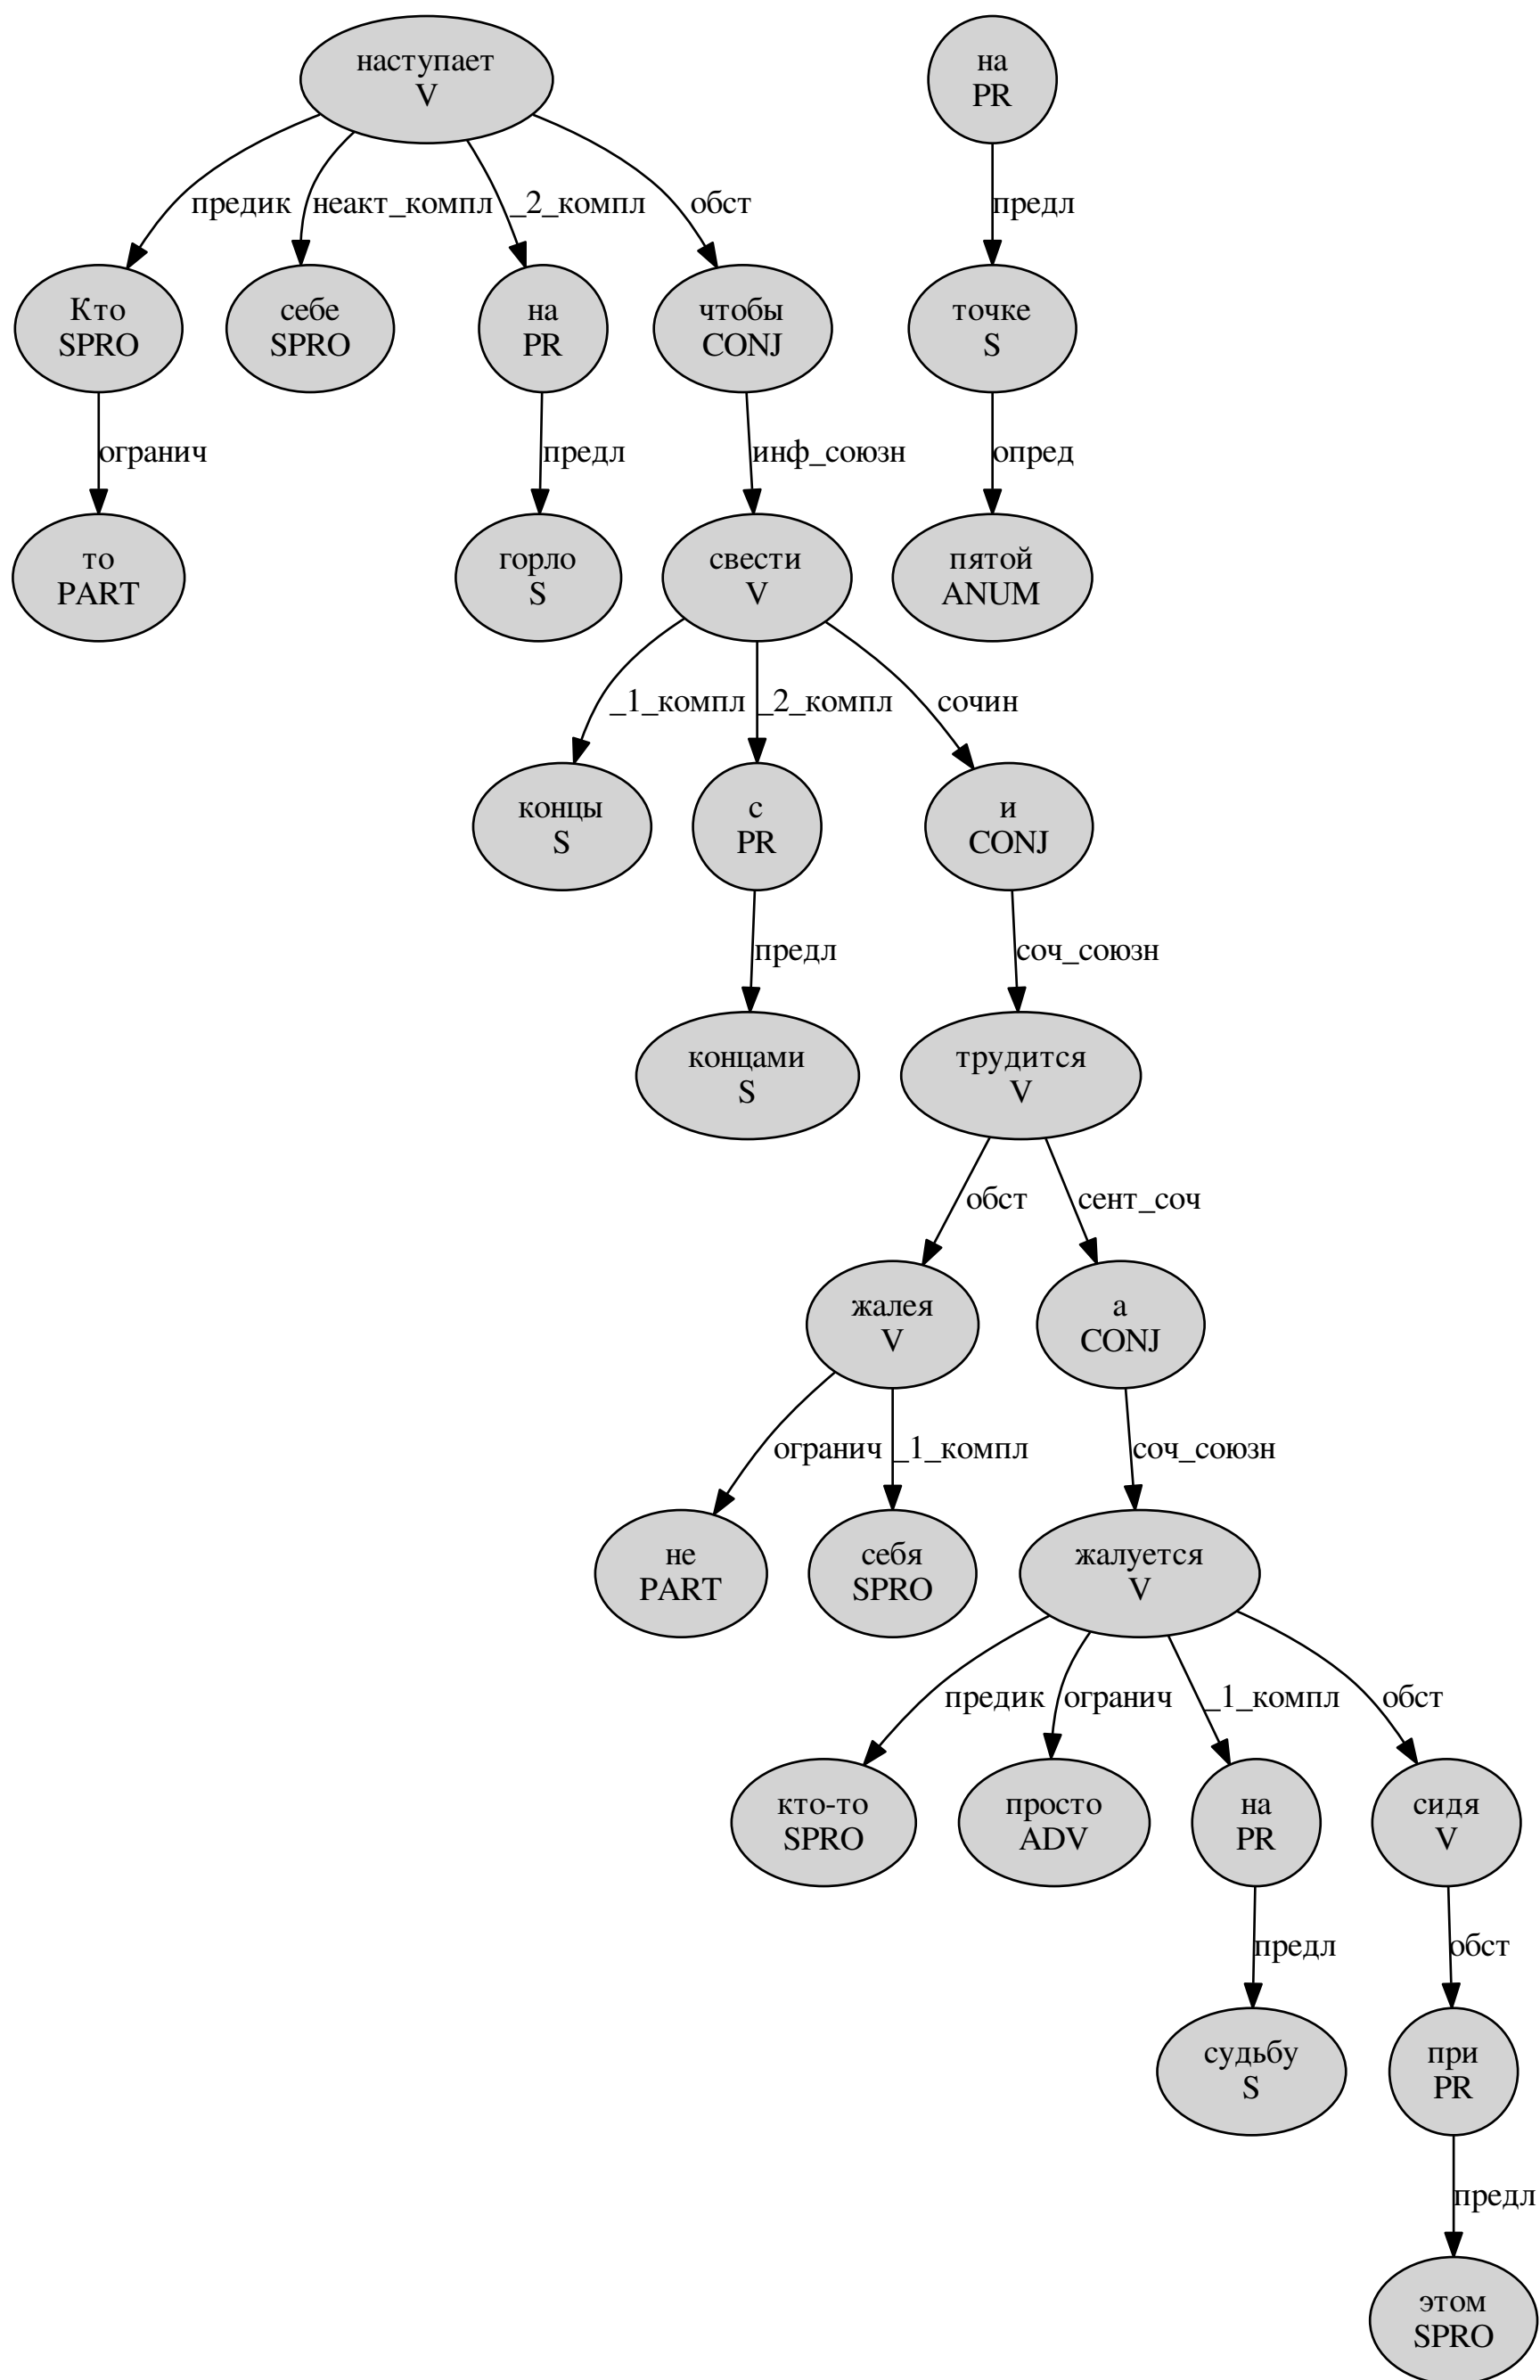 наступает
V
на
PR
предик
неакт_компл
_2_компл
обст
предл
Кто
SPRO
себе
SPRO
на
PR
чтобы
CONJ
точке
S
огранич
предл
инф_союзн
опред
то
PART
горло
S
свести
V
пятой
ANUM
_1_компл
_2_компл
сочин
концы
S
с
PR
и
CONJ
предл
соч_союзн
концами
S
трудится
V
обст
сент_соч
жалея
V
а
CONJ
огранич
_1_компл
соч_союзн
не
PART
себя
SPRO
жалуется
V
предик
огранич
_1_компл
обст
кто-то
SPRO
просто
ADV
на
PR
сидя
V
предл
обст
судьбу
S
при
PR
предл
этом
SPRO